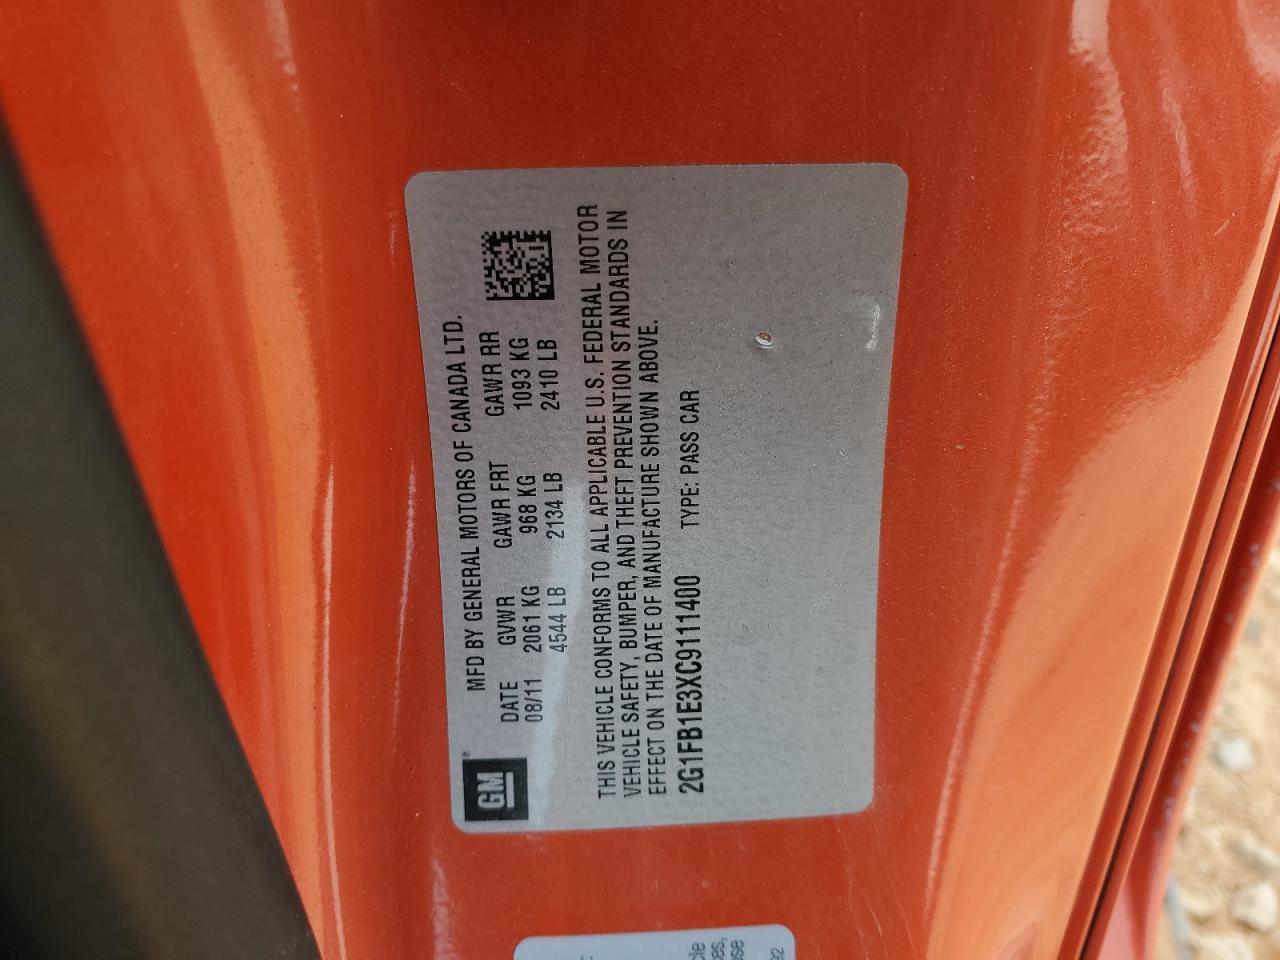 GM®
MFD BY GENERAL MOTORS OF CANADA LTD.
DATE GVWR GAWR FRT GAWR RR
08/11 2061 KG 968 KG 1093 KG
4544 LB 2134 LB 2410 LB
THIS VEHICLE CONFORMS TO ALL APPLICABLE U.S. FEDERAL MOTOR
VEHICLE SAFETY, BUMPER, AND THEFT PREVENTION STANDARDS IN
EFFECT ON THE DATE OF MANUFACTURE SHOWN ABOVE.
2G1FB1E3XC9111400 TYPE: PASS CAR